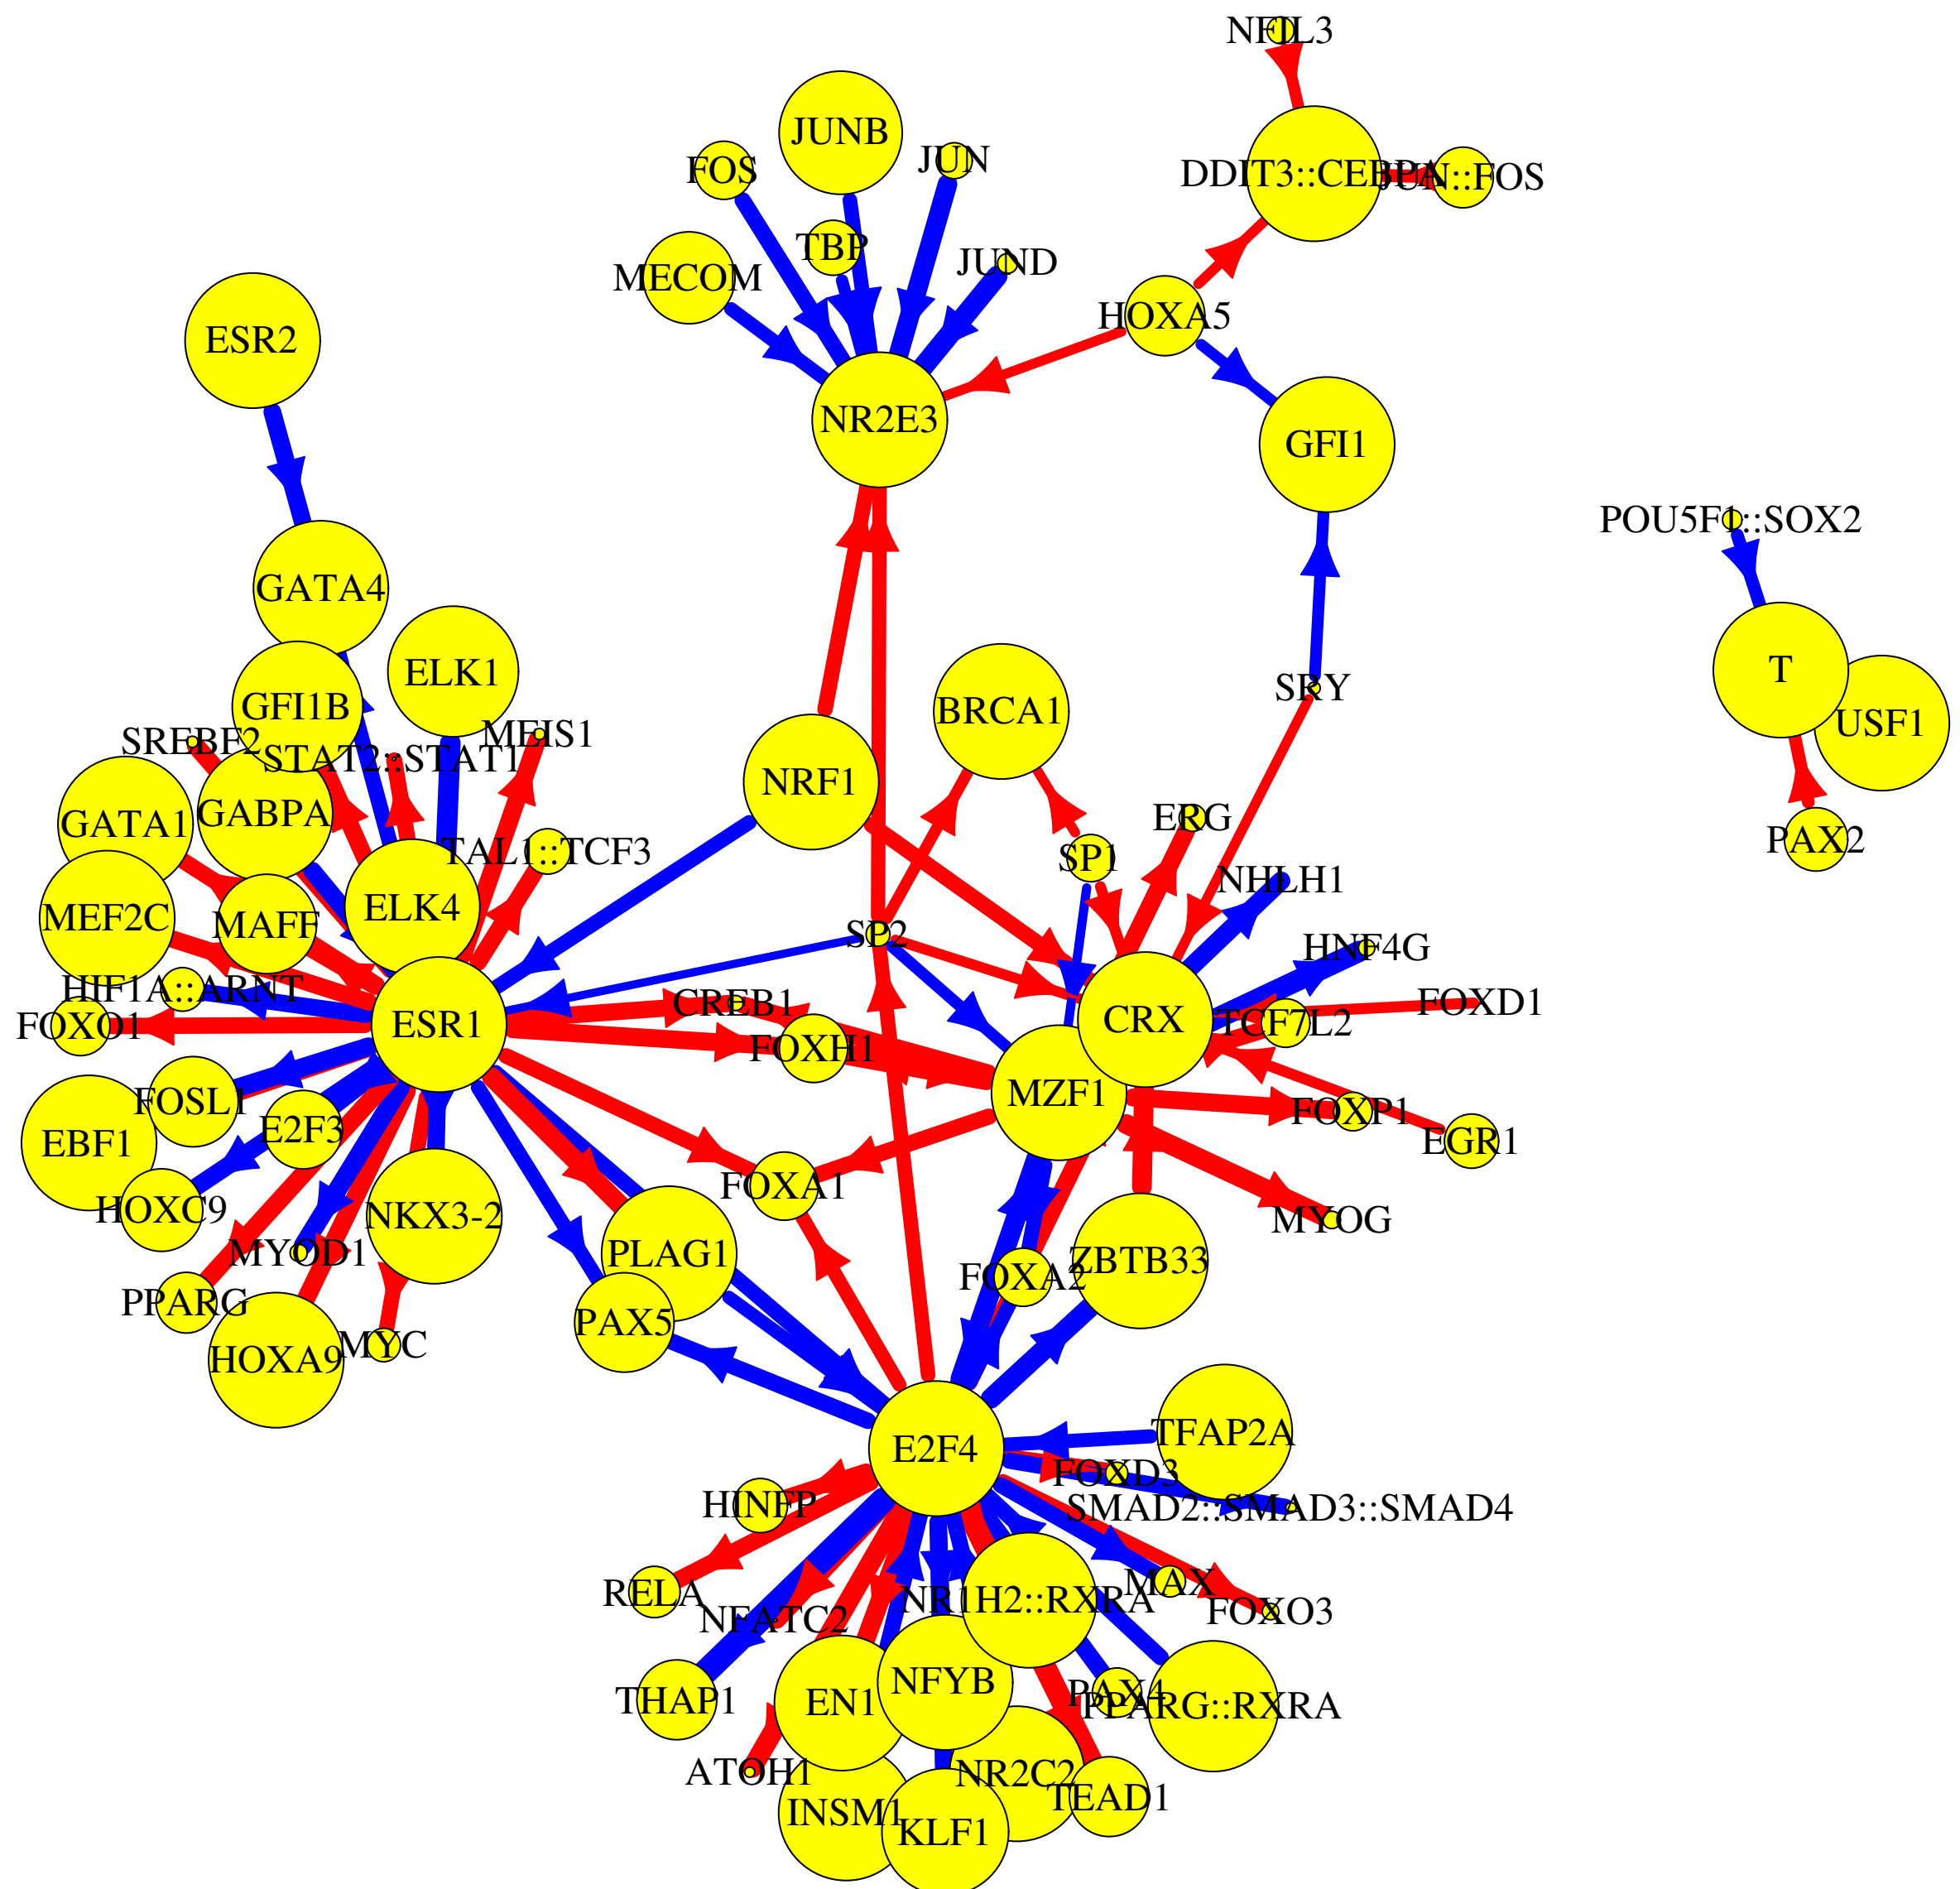 NFIL3
JUNB
JUN
FOS
DDIT3::CEBPA
JUN::FOS
TBP
JUND
MECOM
HOXA5
ESR2
NR2E3
GFI1
POU5F1::SOX2
GATA4
T
ELK1
SRY
GFI1B
BRCA1
USF1
MEIS1
SREBF2
STAT2::STAT1
NRF1
GABPA
GATA1
ERG
PAX2
TAL1::TCF3
SP1
NHLH1
ELK4
MEF2C
MAFF
SP2
HNF4G
HIF1A::ARNT
CREB1
FOXD1
FOXO1
ESR1
CRX
TCF7L2
FOXH1
MZF1
FOSL1
FOXP1
E2F3
EBF1
EGR1
FOXA1
HOXC9
NKX3-2
MYOG
MYOD1
PLAG1
ZBTB33
FOXA2
PPARG
PAX5
MYC
HOXA9
TFAP2A
E2F4
FOXD3
HINFP
SMAD2::SMAD3::SMAD4
MAX
RELA
NR1H2::RXRA
FOXO3
NFATC2
NFYB
PAX4
THAP1
EN1
PPARG::RXRA
ATOH1
NR2C2
TEAD1
INSM1
KLF1